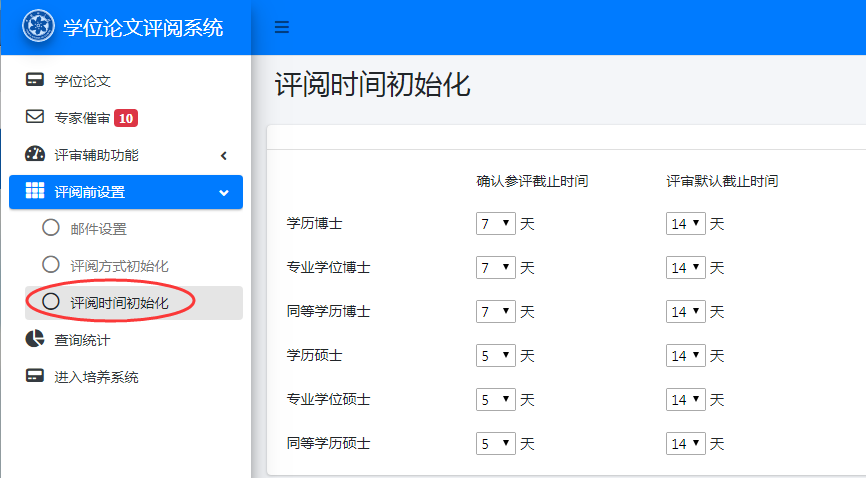 学位论文评阅系统
学位论文
专家催审 10
评审辅助功能
评阅前设置
邮件设置
评阅方式初始化
评阅时间初始化
查询统计
进入培养系统
评阅时间初始化
确认参评截止时间 评审默认截止时间
学历博士 7 天 14 天
专业学位博士 7 天 14 天
同等学历博士 7 天 14 天
学历硕士 5 天 14 天
专业学位硕士 5 天 14 天
同等学历硕士 5 天 14 天